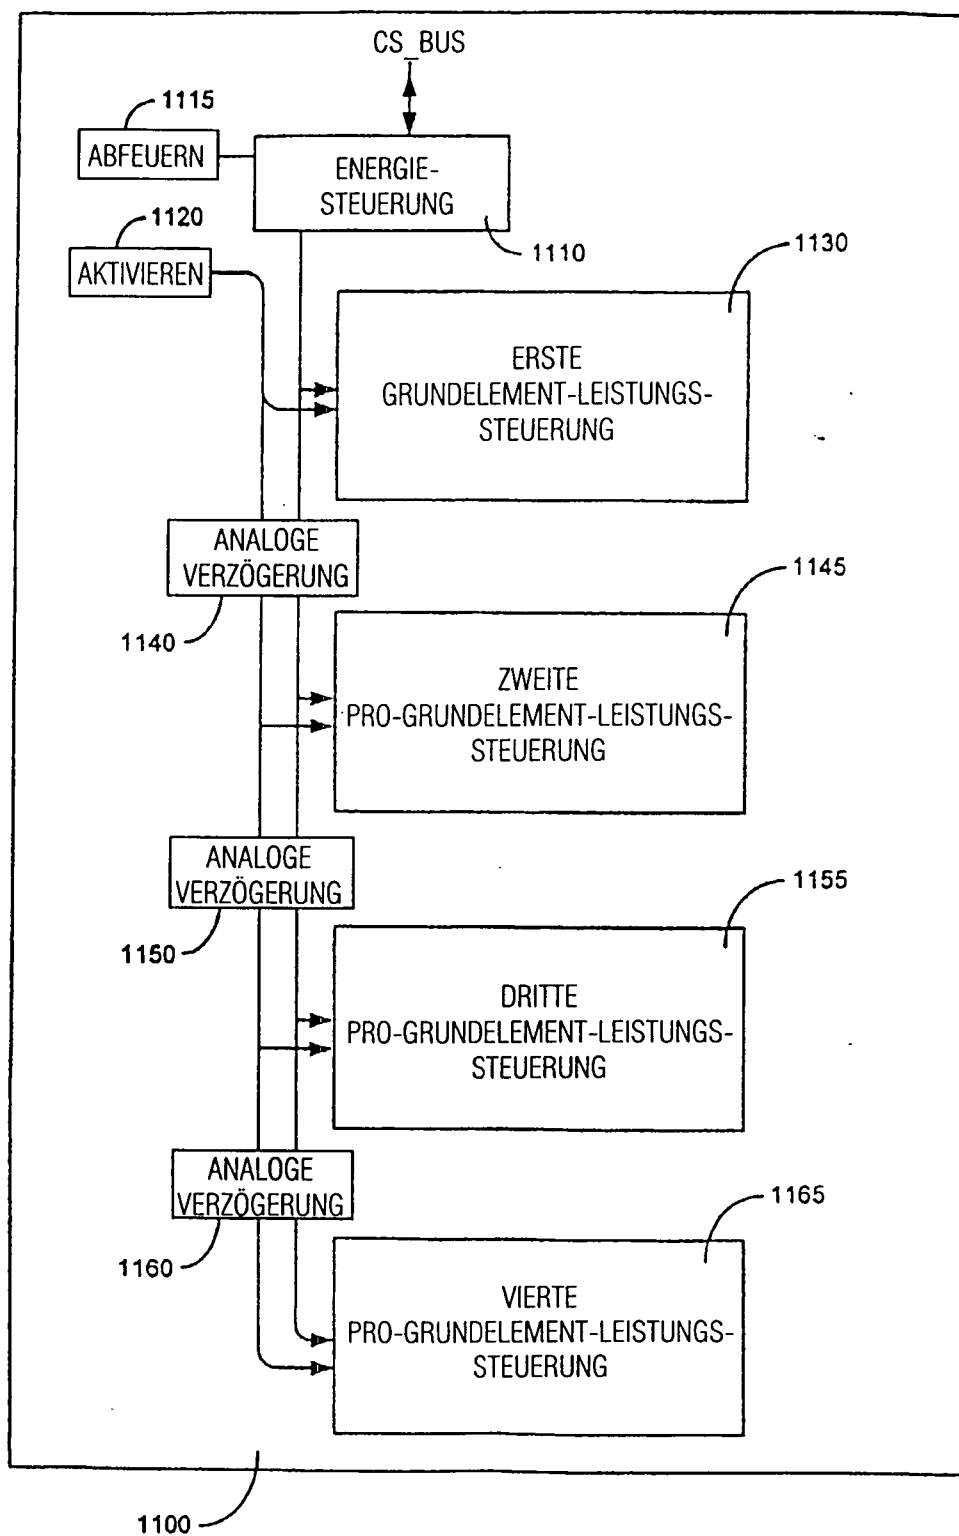 CS_BUS
1115
ABFEUERN
ENERGIE-
STEUERUNG
1110
1120
AKTIVIEREN
1130
ERSTE
GRUNDELEMENT-LEISTUNGS-
STEUERUNG
ANALOGE
VERZÖGERUNG
1140
1145
ZWEITE
PRO-GRUNDELEMENT-LEISTUNGS-
STEUERUNG
ANALOGE
VERZÖGERUNG
1150
1155
DRITTE
PRO-GRUNDELEMENT-LEISTUNGS-
STEUERUNG
ANALOGE
VERZÖGERUNG
1160
1165
VIERTE
PRO-GRUNDELEMENT-LEISTUNGS-
STEUERUNG
1100